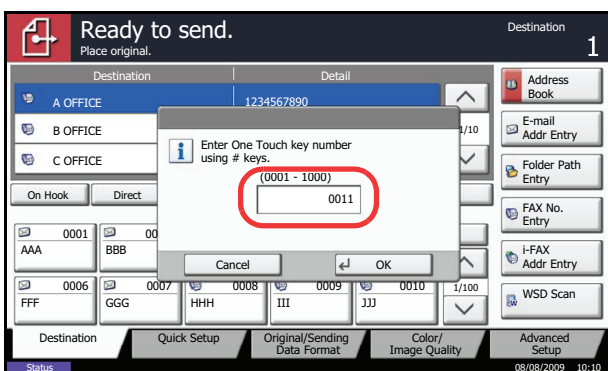 Ready to send.
Place original.
Destination
1
Destination Detail
A OFFICE 1234567890
B OFFICE
C OFFICE
1/10
Enter One Touch key number
using # keys.
(0001 - 1000)
0011
Cancel OK
On Hook Direct
0001
AAA
00
BBB
0006 0007 0008 0009 0010
FFF GGG HHH III JJJ
1/100
Address
Book
E-mail
Addr Entry
Folder Path
Entry
FAX No.
Entry
i-FAX
Addr Entry
WSD Scan
Destination Quick Setup Original/Sending
Data Format Color/
Image Quality Advanced
Setup
Status 08/08/2009 10:10